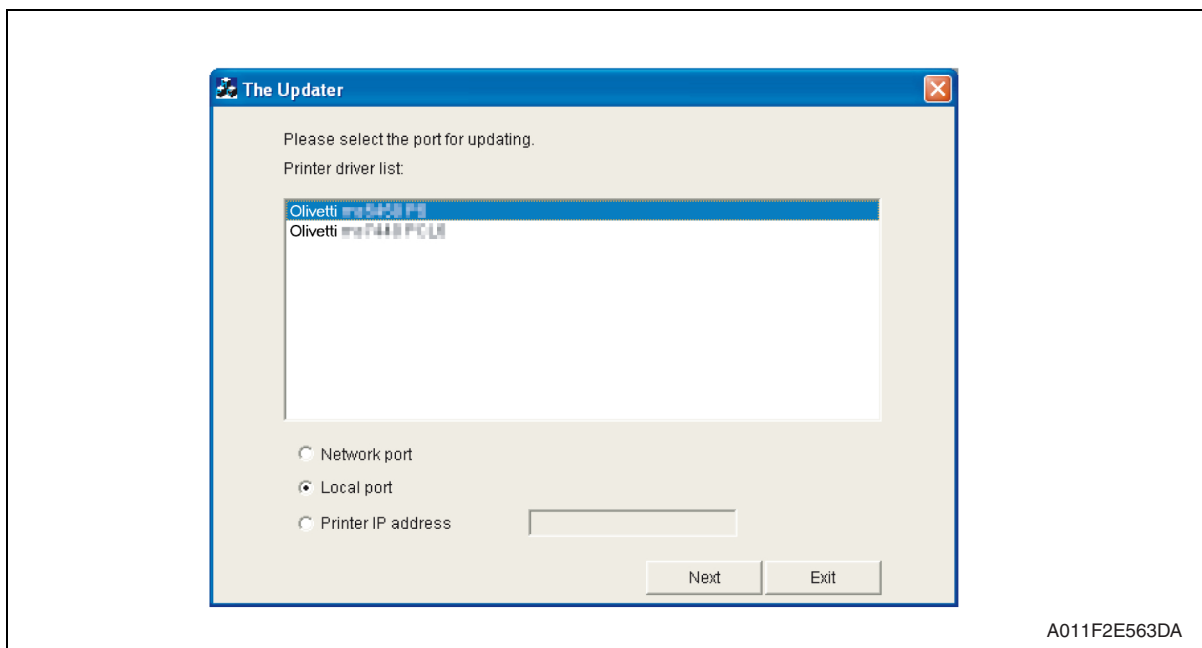 The Updater
Please select the port for updating.
Printer driver list:
Olivetti
Olivetti
Network port
Local port
Printer IP address
Next Exit
A011F2E563DA